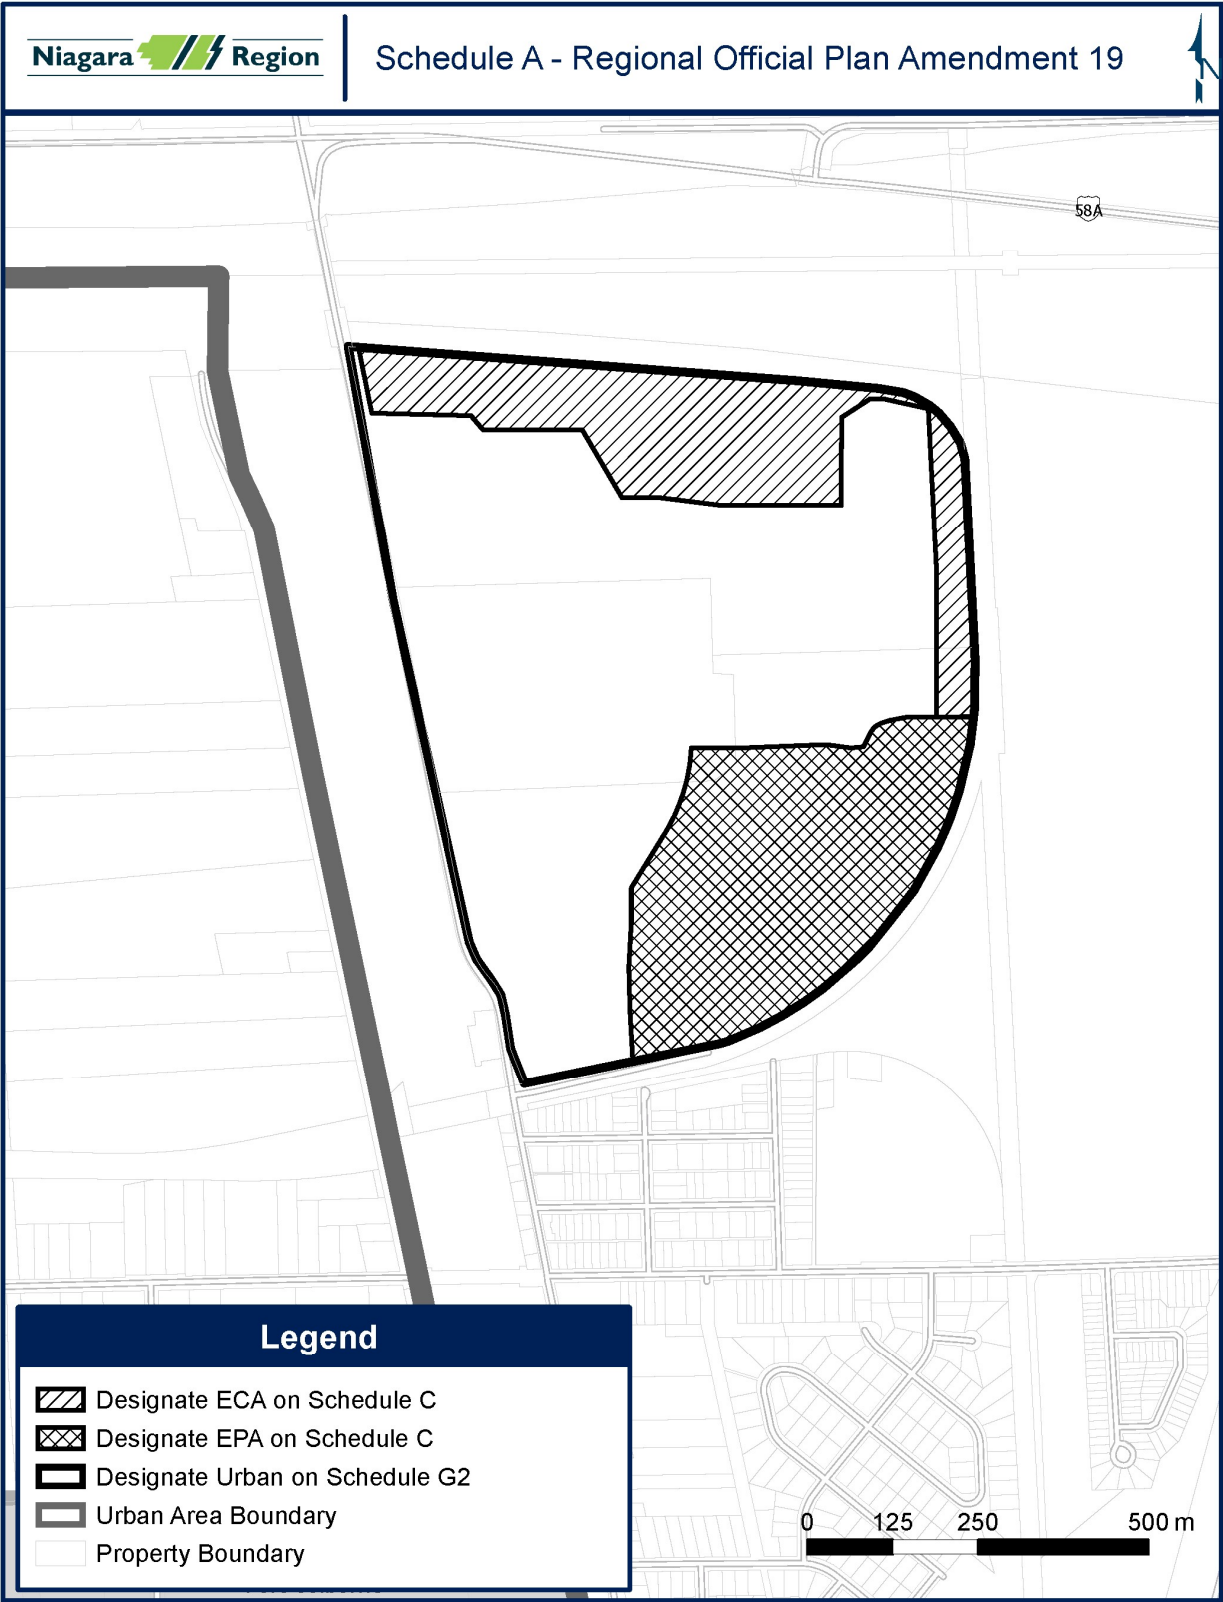 Niagara Region
Schedule A - Regional Official Plan Amendment 19
N
58A
Legend
Designate ECA on Schedule C
Designate EPA on Schedule C
Designate Urban on Schedule G2
Urban Area Boundary
Property Boundary
0 125 250 500 m